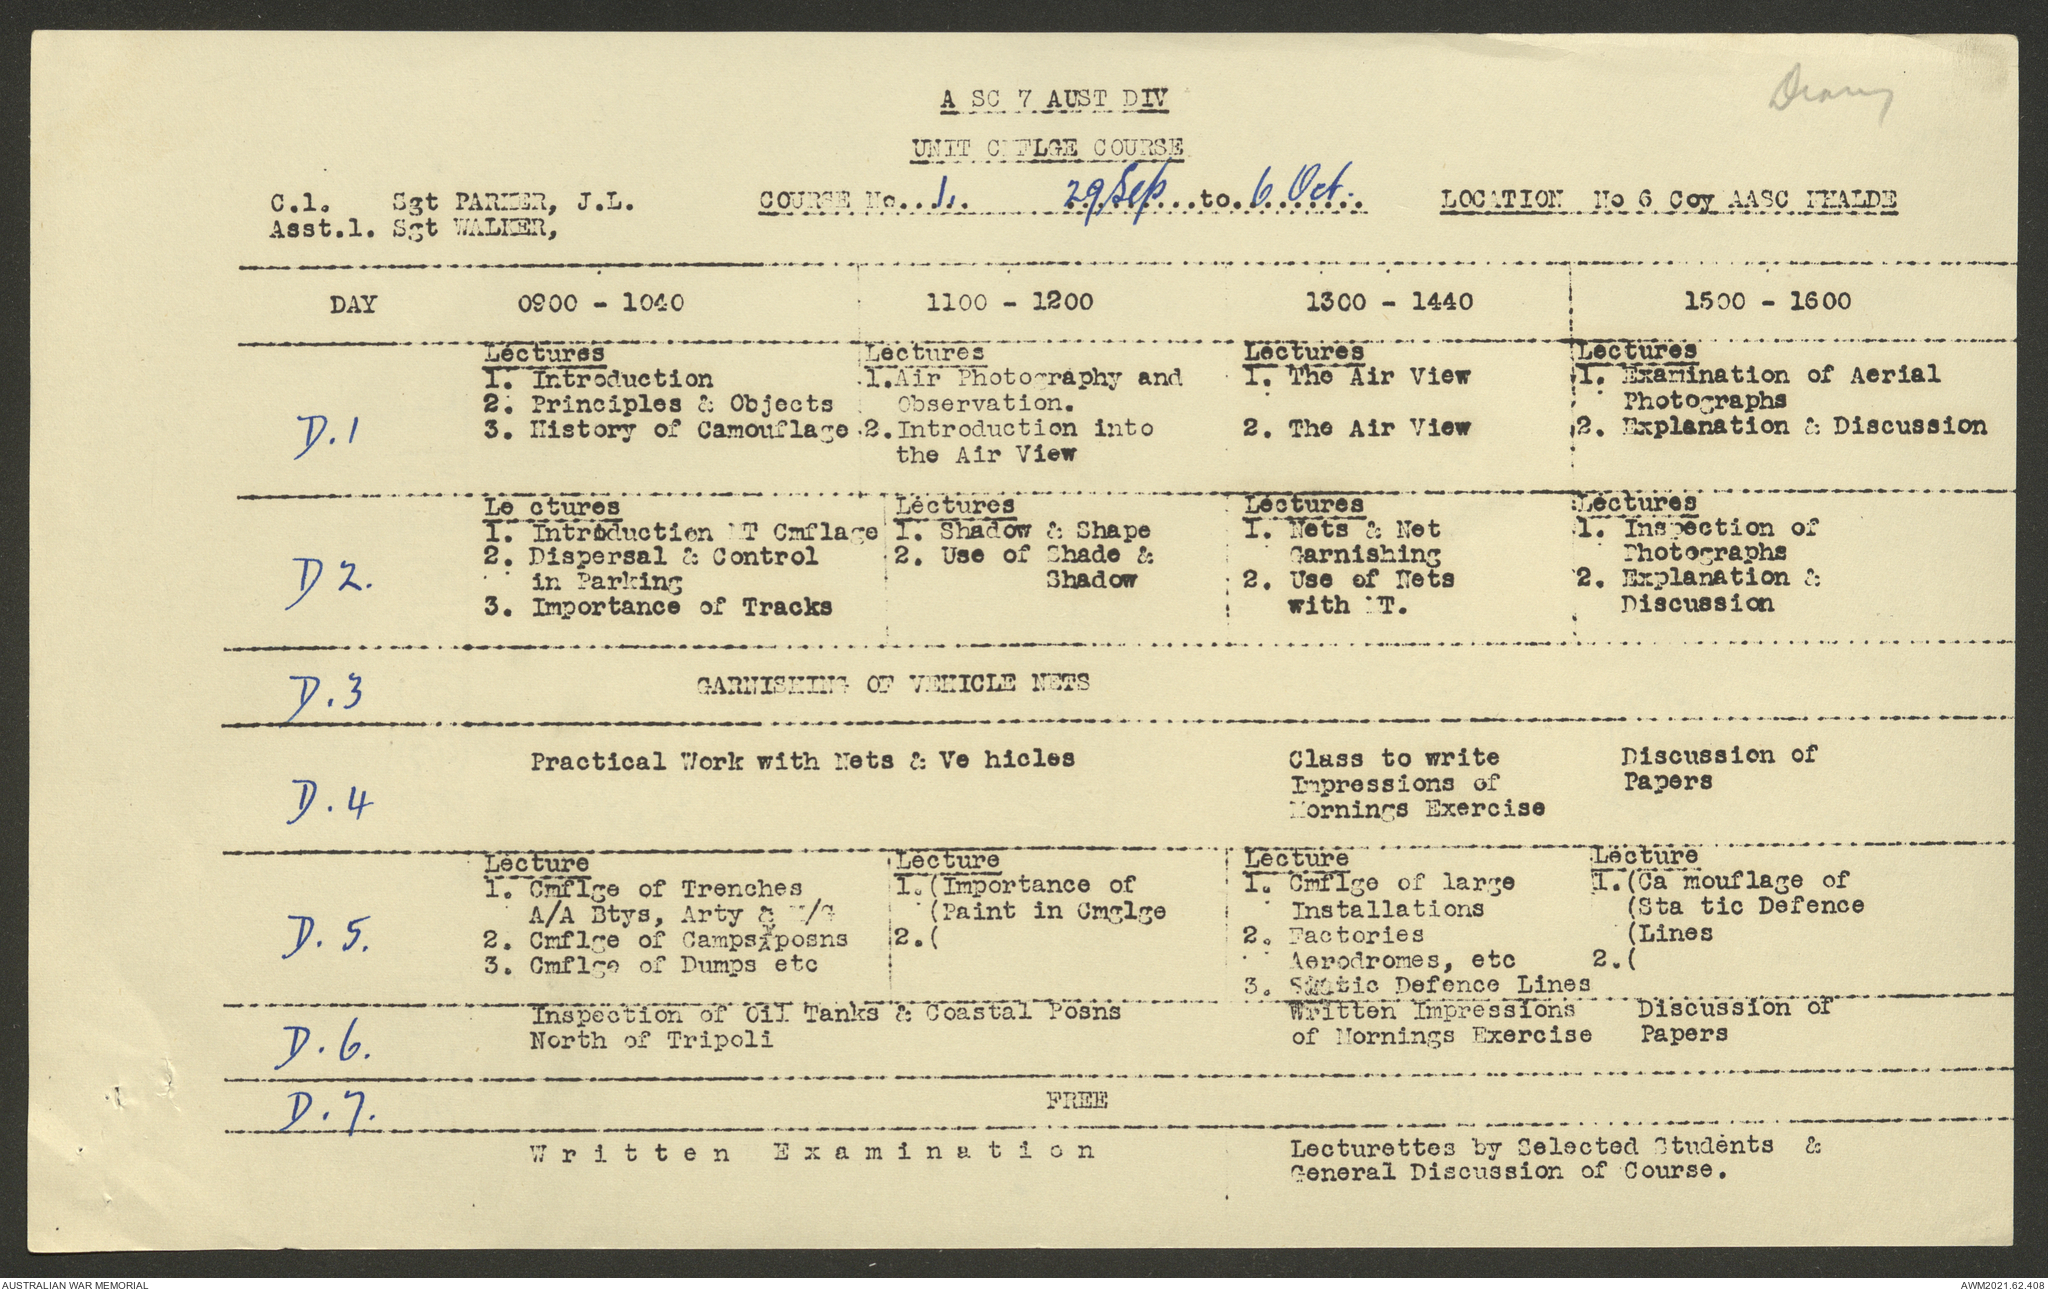 Diary
A SC 7 AUST DIV
UNIT CMFLGE COURSE
C.l. Sgt PARKER, J.L. COURSE No...1... 29 Sep...to..6 Oct. LOCATION No 6 Coy AASC
Asst.l. Sgt WALKER,
DAY 0900 - 1040 1100 - 1200 1300 - 1440 1500 - 1600
Lectures Lectures Lectures Lectures
1. Introduction 1.Air Photography and 1. The Air View 1. Examination of Aerial
2. Principles & Objects Observation. Photographs
D.1 3. History of Camouflage 2.Introduction into 2. The Air View 2. Explanation & Discussion
the Air View
Le ctures Lectures Lectures Lectures
1. Introduction MT Cmflage 1. Shadow & Shape 1. Nets & Net 1. Inspection of
2. Dispersal & Control 2. Use of Shade & Garnishing Photographs
D 2. in Parking Shadow 2. Use of Nets 2. Explanation &
3. Importance of Tracks with MT. Discussion
D.3 GARNISHING OF VEHICLE NETS
Practical Work with Nets & Ve hicles Class to write Discussion of
Impressions of Papers
D.4 Mornings Exercise
Lecture Lecture Lecture Lecture
1. Cmflge of Trenches 1.(Importance of 1. Cmflge of large 1.(Ca mouflage of
A/A Btys, Arty & M/G (Paint in Cmglge Installations (Sta tic Defence
D.5. 2. Cmflge of Camps posns 2.( 2. Factories (Lines
3. Cmflge of Dumps etc Aerodromes, etc 2.(
3. Static Defence Lines
Inspection of Oil Tanks & Coastal Posns Written Impressions Discussion of
D.6. North of Tripoli of Mornings Exercise Papers
D.7. FREE
W r i t t e n E x a m i n a t i o n Lecturettes by Selected Students &
General Discussion of Course.
AUSTRALIAN WAR MEMORIAL AWM2021.62.408